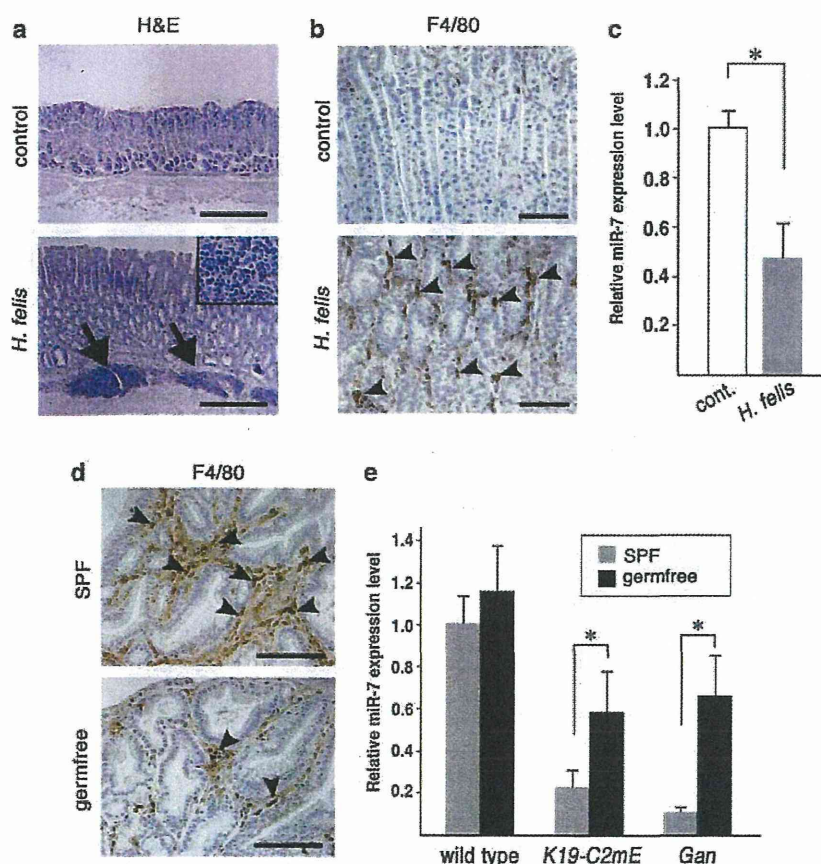 a
H&E
control
H. felis
b
F4/80
control
H. felis
c
*
Relative miR-7 expression level
1.2
1.0
0.8
0.6
0.4
0.2
cont.
H. felis
d
F4/80
SPF
germfree
e
Relative miR-7 expression level
1.4
1.2
1.0
0.8
0.6
0.4
0.2
SPF
germfree
*
*
wild type
K19-C2mE
Gan